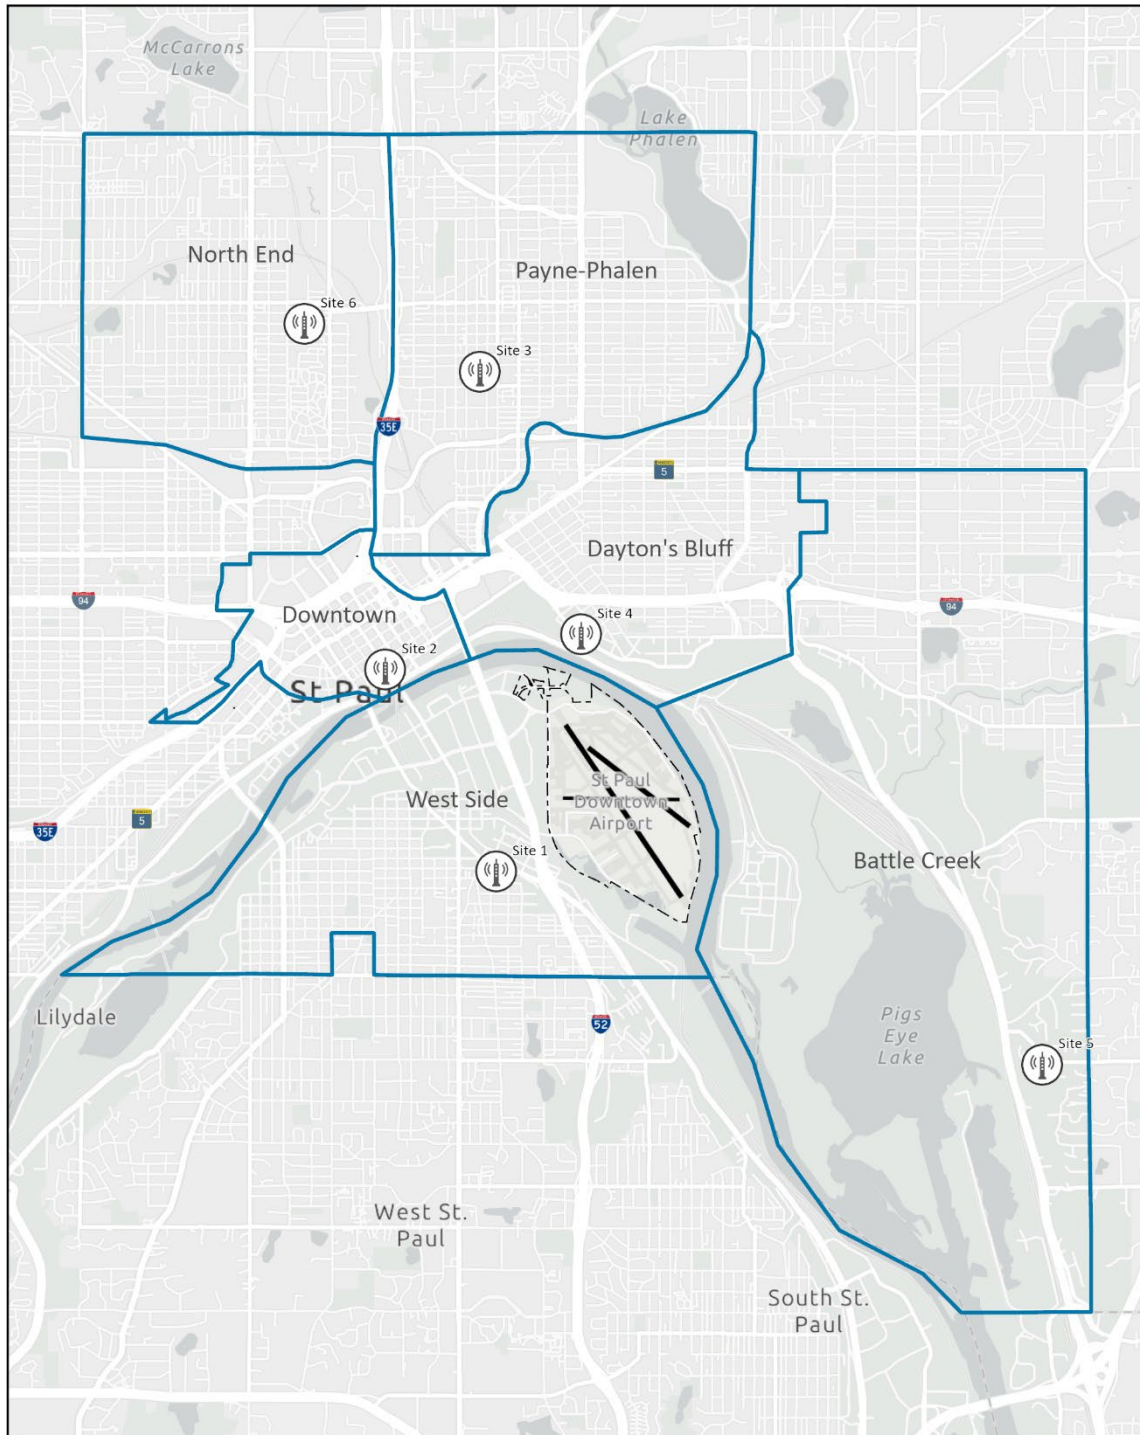 McCarrons
Lake
Lake
Phalen
North End
Payne-Phalen
Site 6
Site 3
35E
5
Dayton's Bluff
94
94
Downtown
Site 4
Site 2
St Paul
St Paul
Downtown
Airport
West Side
5
35E
Site 1
Battle Creek
Lilydale
52
Pigs
Eye
Lake
Site 5
West St.
Paul
South St.
Paul